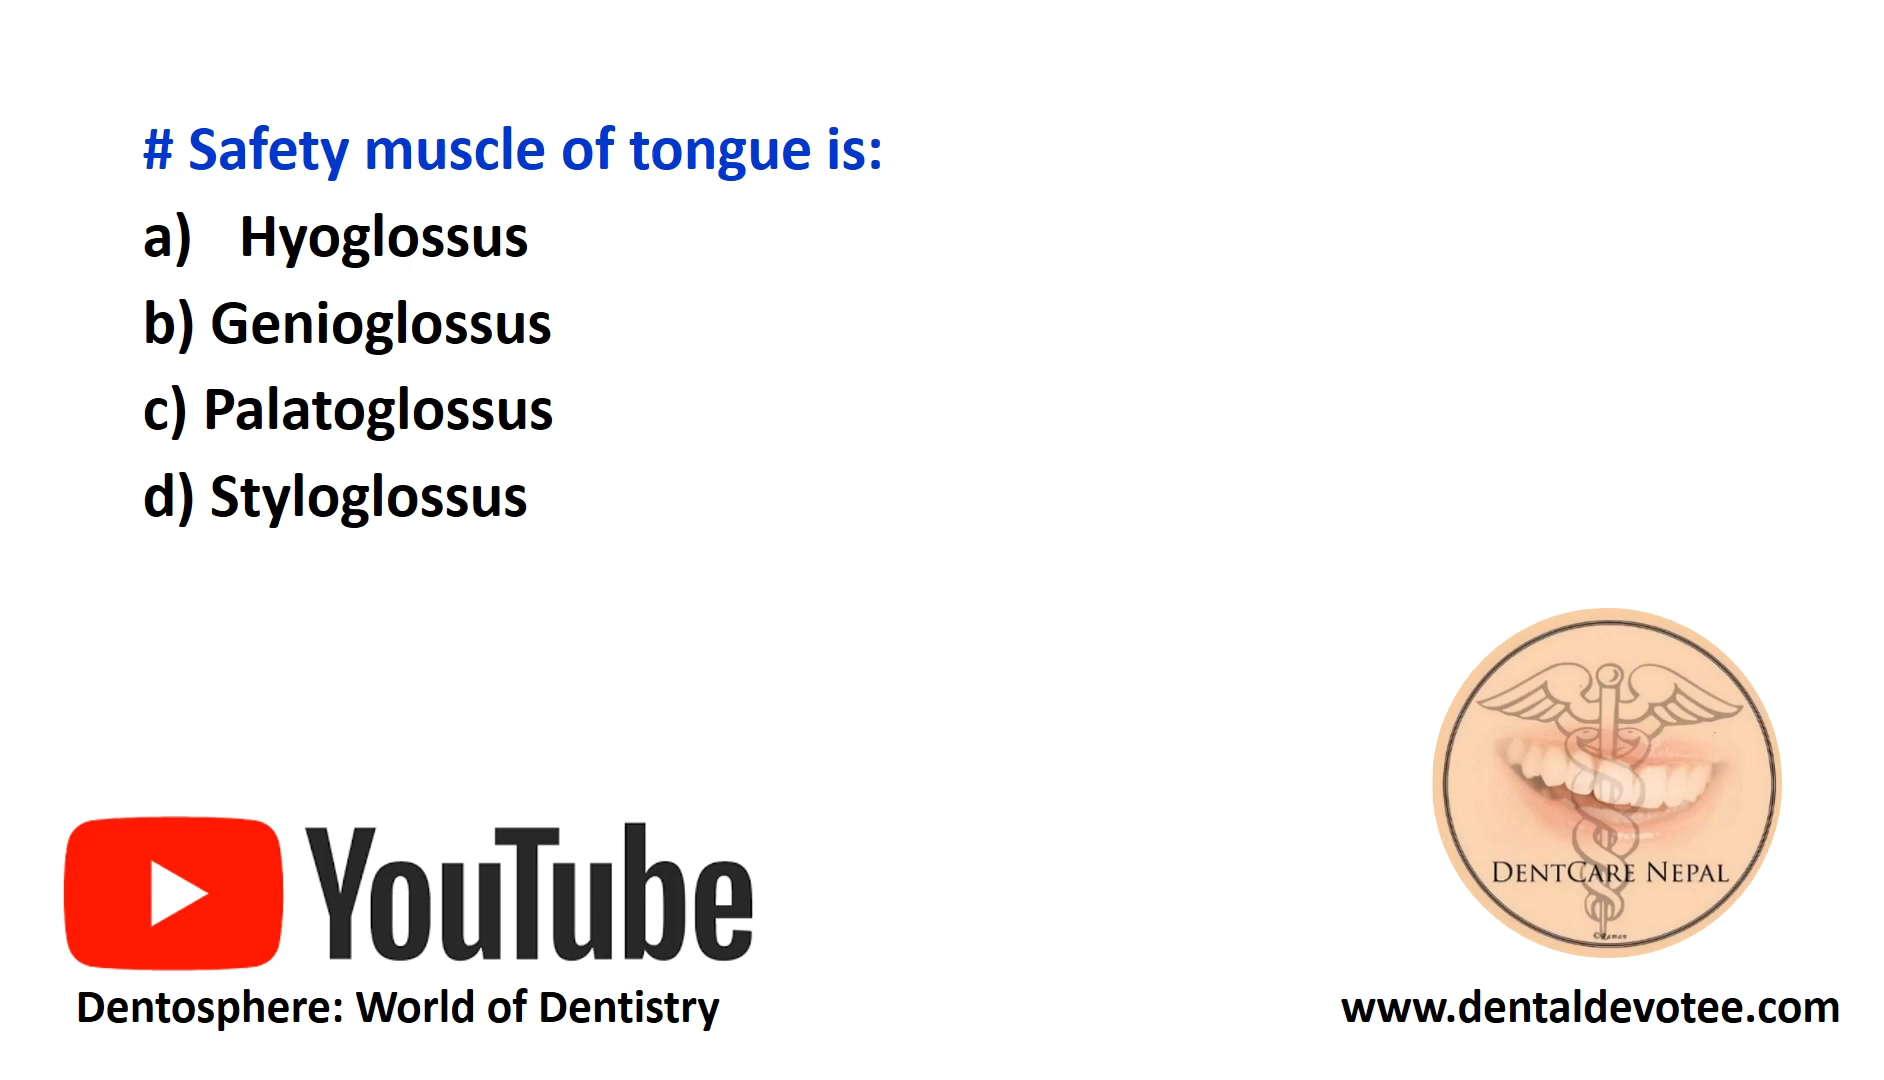 # Safety muscle of tongue is:
a) Hyoglossus
b) Genioglossus
c) Palatoglossus
d) Styloglossus
DENTCARE NEPAL
YouTube
Dentosphere: World of Dentistry
www.dentaldevotee.com